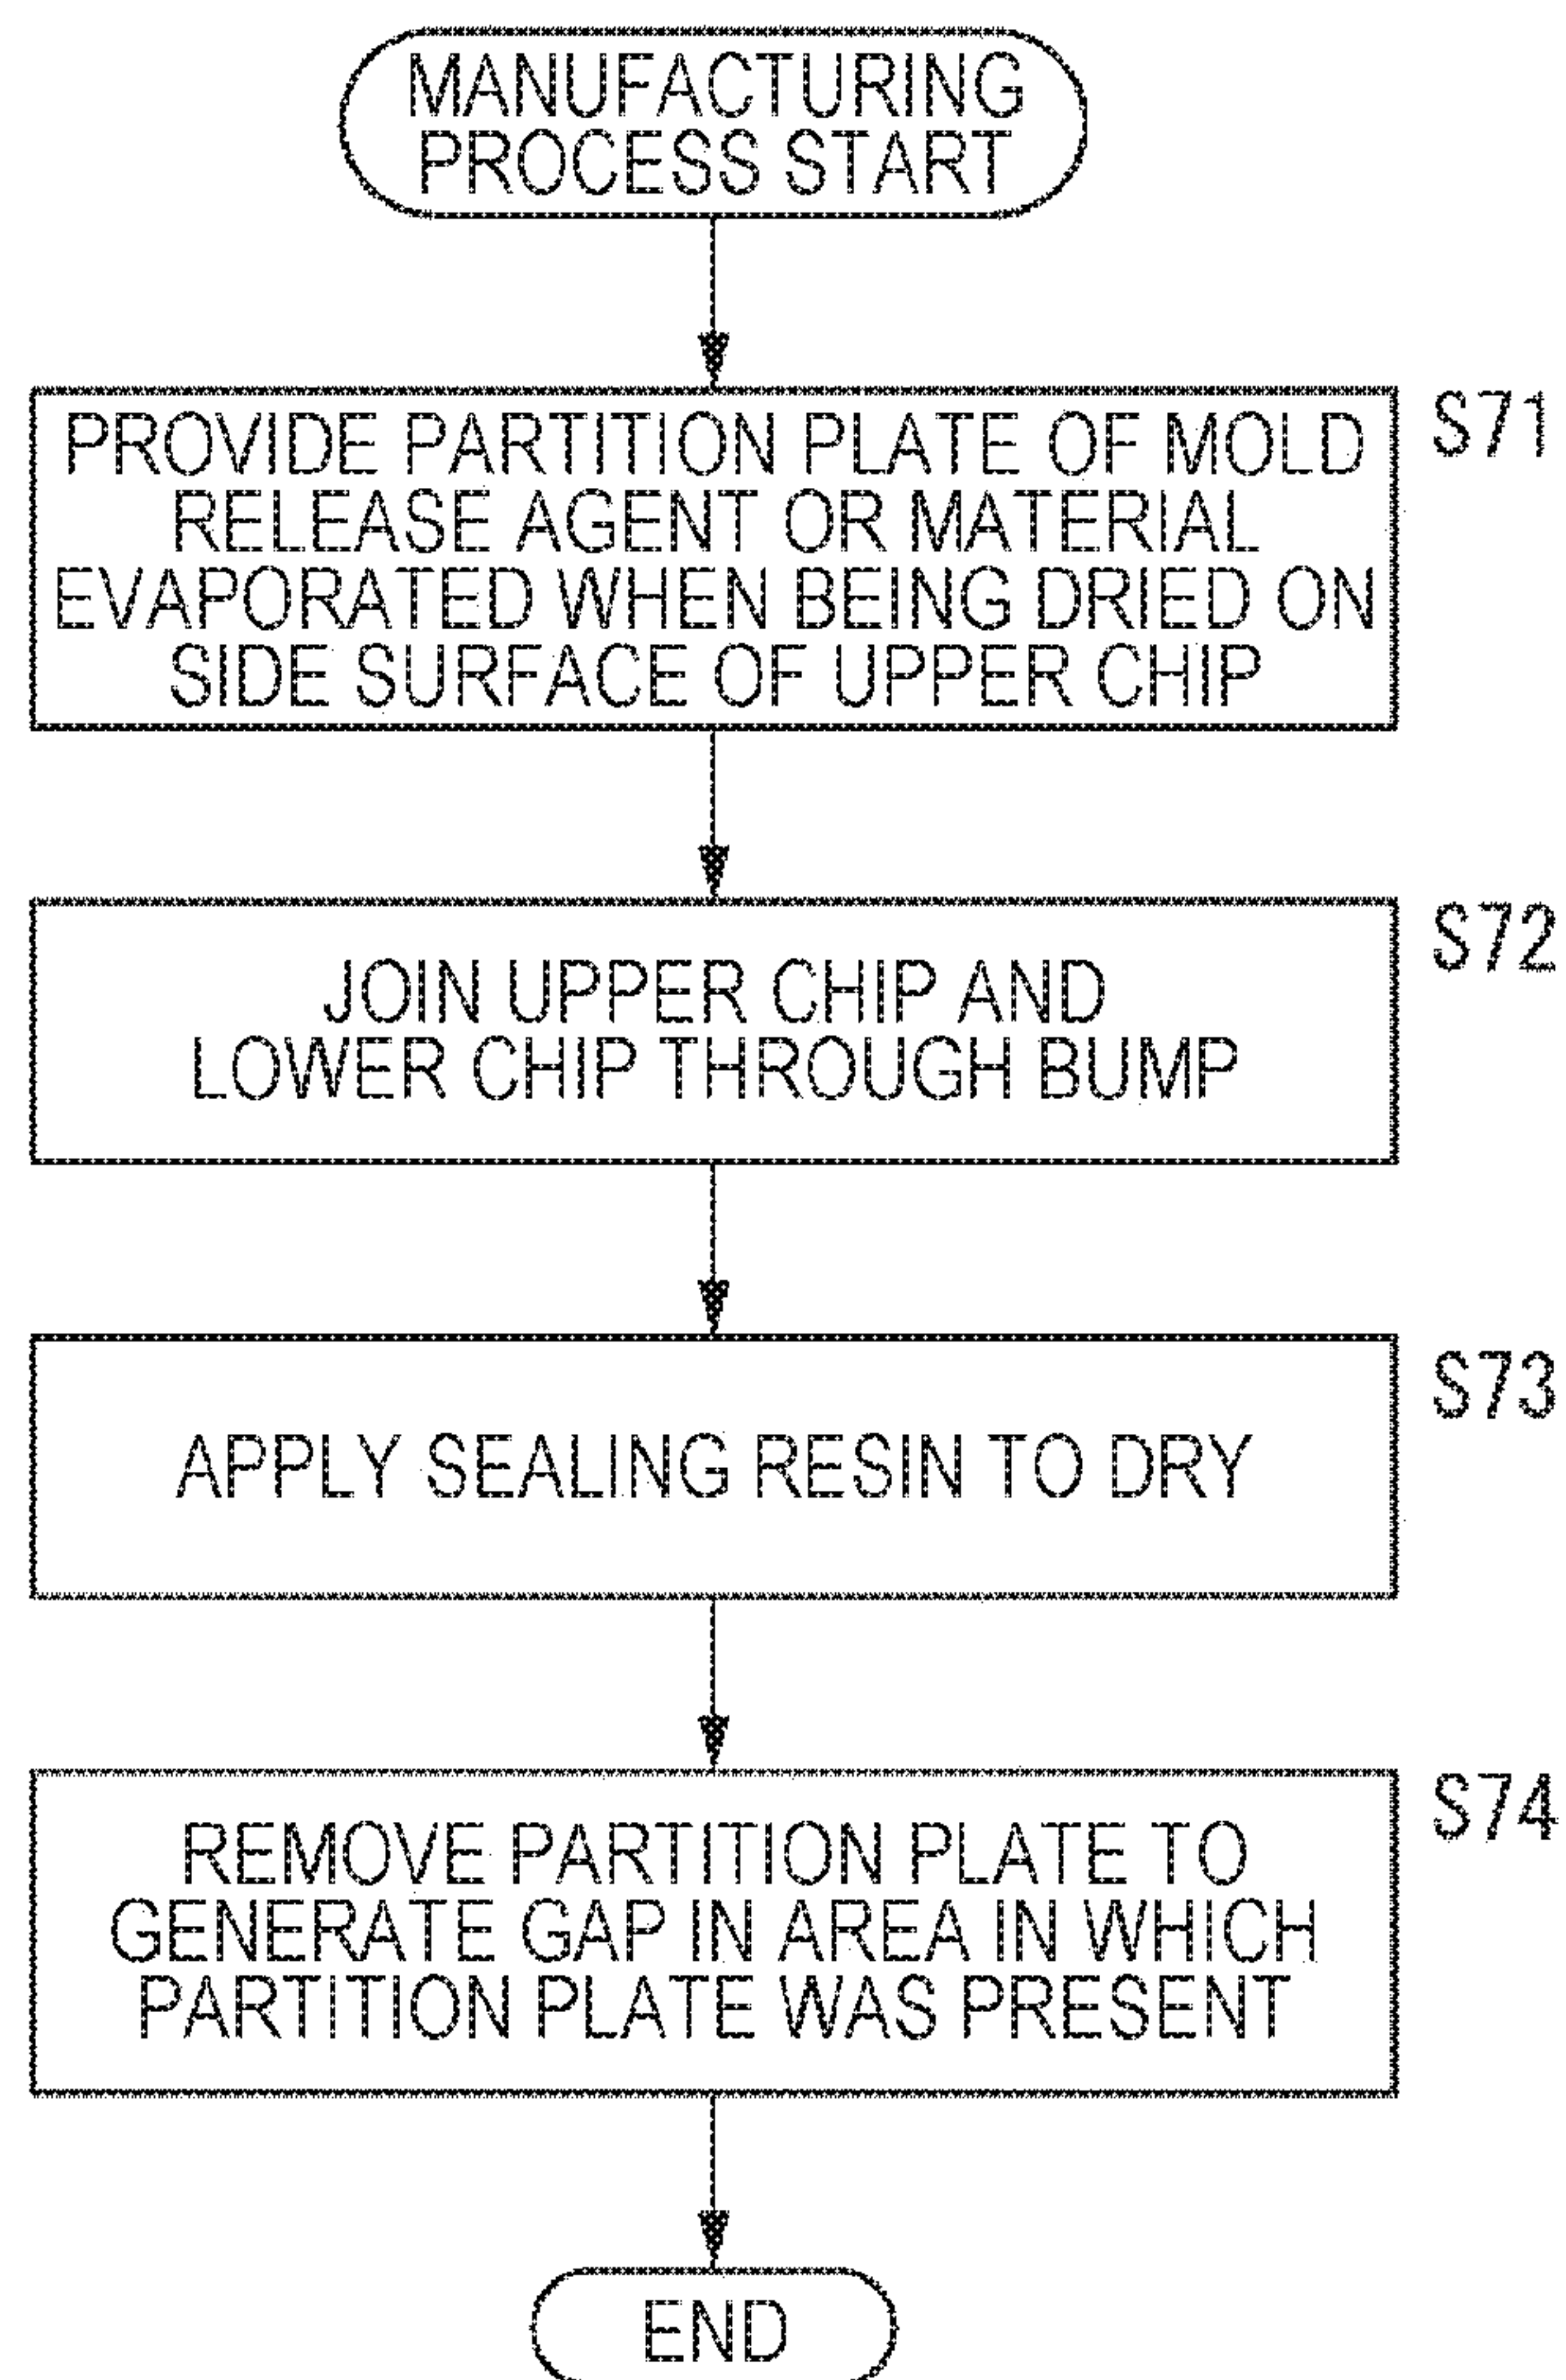 MANUFACTURING
PROCESS START
PROVIDE PARTITION PLATE OF MOLD
RELEASE AGENT OR MATERIAL
EVAPORATED WHEN BEING DRIED ON
SIDE SURFACE OF UPPER CHIP
S71
JOIN UPPER CHIP AND
LOWER CHIP THROUGH BUMP
S72
APPLY SEALING RESIN TO DRY
S73
REMOVE PARTITION PLATE TO
GENERATE GAP IN AREA IN WHICH
PARTITION PLATE WAS PRESENT
S74
END